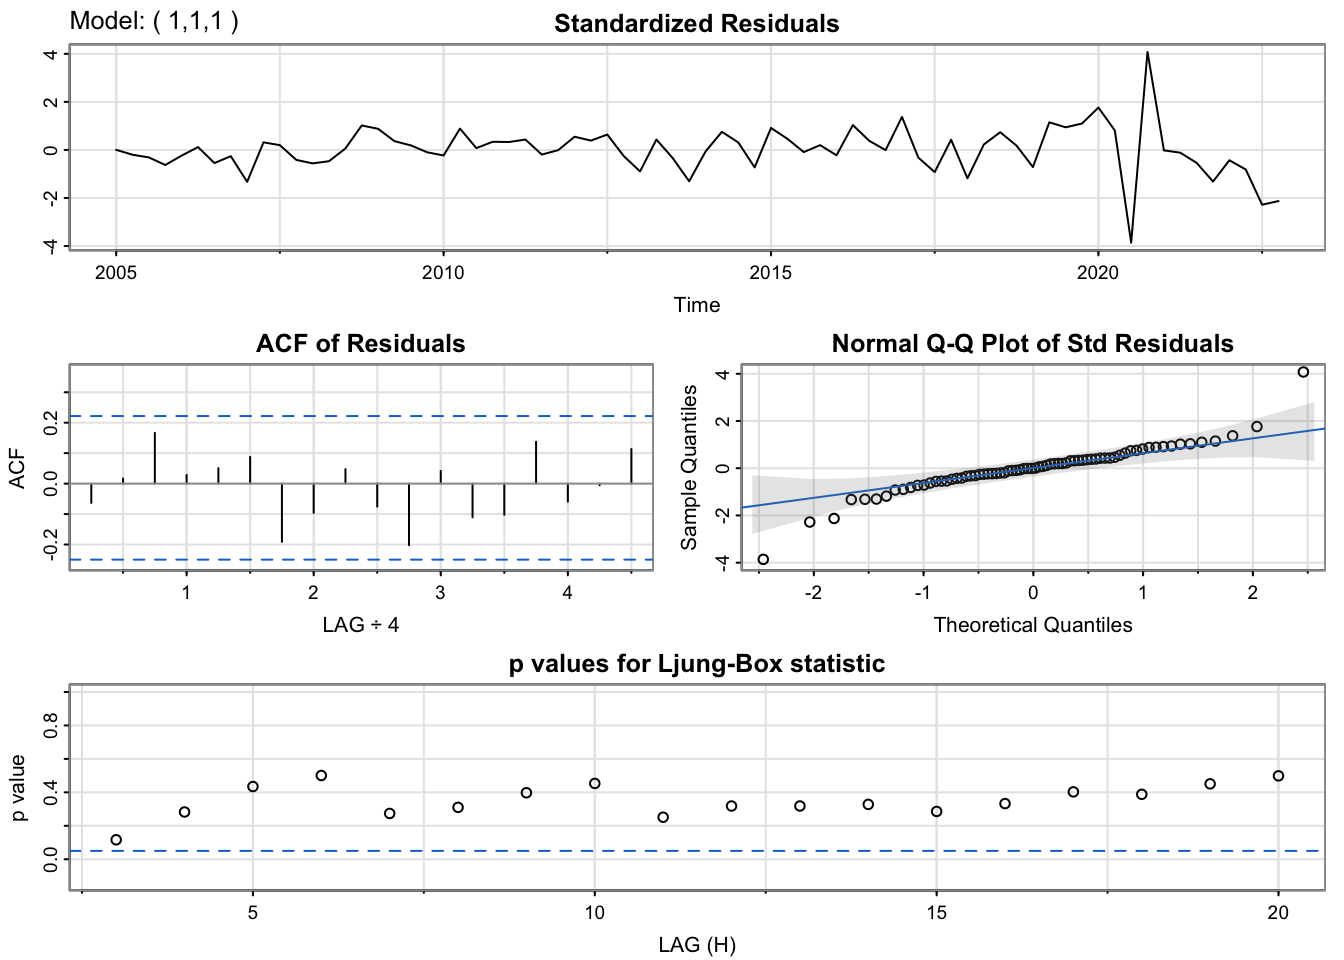 Model: ( 1,1,1 )
Standardized Residuals
4
2
0
-2
-4
2005 2010 2015 2020
Time
ACF of Residuals
ACF
0.2
0.0
-0.2
1 2 3 4
LAG ÷ 4
Normal Q-Q Plot of Std Residuals
Sample Quantiles
4
2
0
-2
-4
-2 -1 0 1 2
Theoretical Quantiles
p values for Ljung-Box statistic
p value
0.8
0.4
0.0
5 10 15 20
LAG (H)